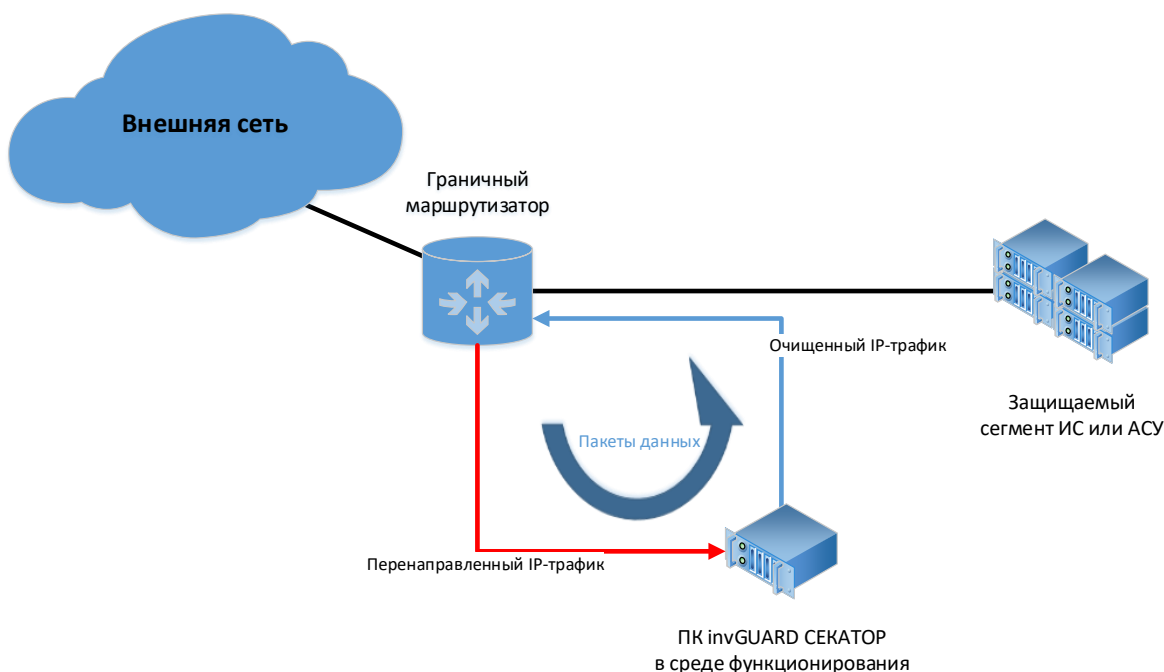 Внешняя сеть
Граничный
маршрутизатор
Очищенный IP-трафик
Защищаемый
сегмент ИС или АСУ
Пакеты данных
Перенаправленный IP-трафик
ПК invGUARD СЕКАТОР
в среде функционирования